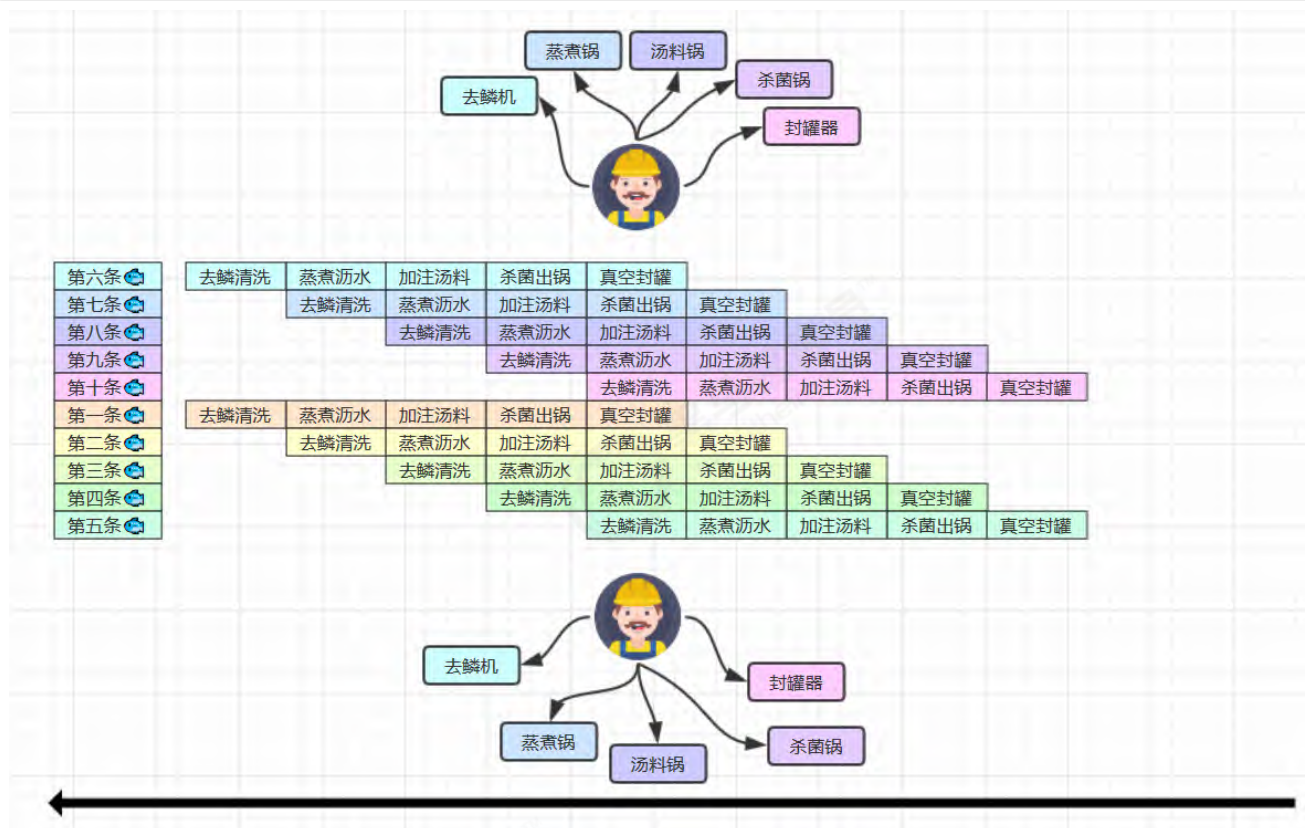 蒸煮锅 汤料锅
杀菌锅
去鳞机
封罐器
第六条 去鳞清洗 蒸煮沥水 加注汤料 杀菌出锅 真空封罐
第七条 去鳞清洗 蒸煮沥水 加注汤料 杀菌出锅 真空封罐
第八条 去鳞清洗 蒸煮沥水 加注汤料 杀菌出锅 真空封罐
第九条 去鳞清洗 蒸煮沥水 加注汤料 杀菌出锅 真空封罐
第十条 去鳞清洗 蒸煮沥水 加注汤料 杀菌出锅 真空封罐
第一条 去鳞清洗 蒸煮沥水 加注汤料 杀菌出锅 真空封罐
第二条 去鳞清洗 蒸煮沥水 加注汤料 杀菌出锅 真空封罐
第三条 去鳞清洗 蒸煮沥水 加注汤料 杀菌出锅 真空封罐
第四条 去鳞清洗 蒸煮沥水 加注汤料 杀菌出锅 真空封罐
第五条 去鳞清洗 蒸煮沥水 加注汤料 杀菌出锅 真空封罐
去鳞机
封罐器
蒸煮锅
杀菌锅
汤料锅